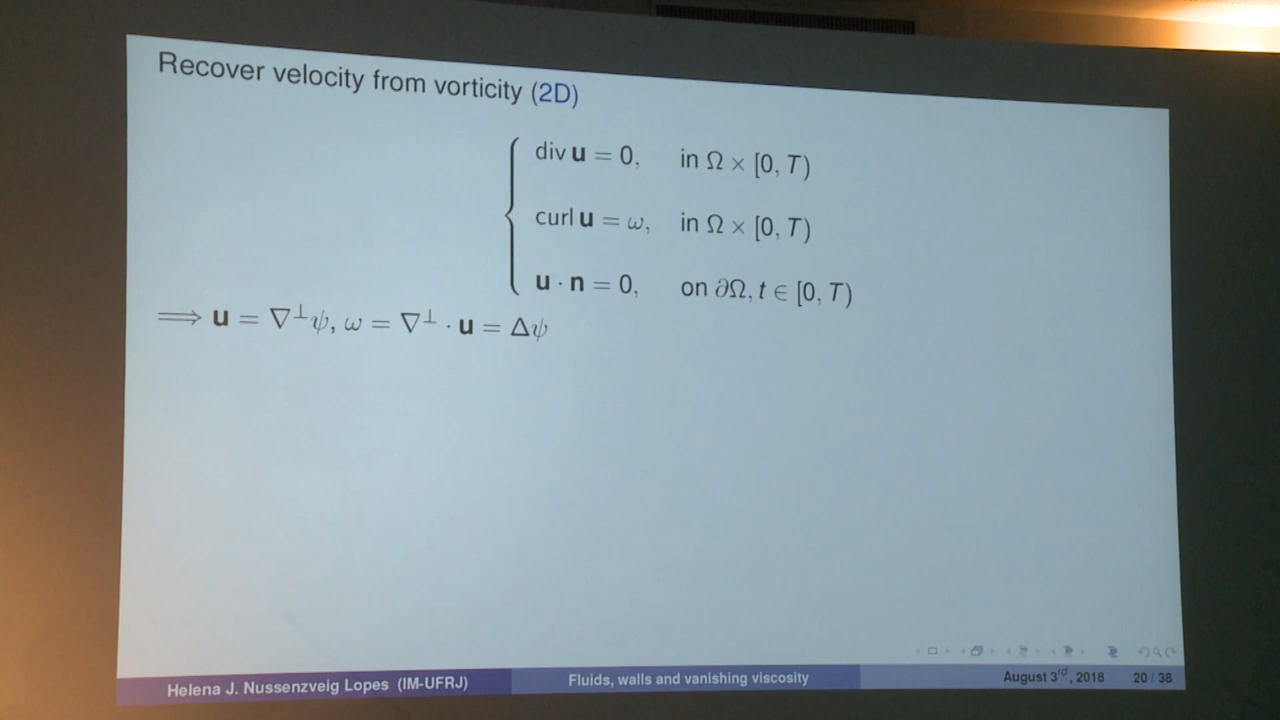 Recover velocity from vorticity (2D)
div u = 0, in Ω × [0, T)
curl u = ω, in Ω × [0, T)
u · n = 0, on ∂Ω, t ∈ [0, T)
⟹ u = ∇⊥ψ, ω = ∇⊥ · u = Δψ
Helena J. Nussenzveig Lopes (IM-UFRJ) Fluids, walls and vanishing viscosity August 3rd, 2018 20 / 38